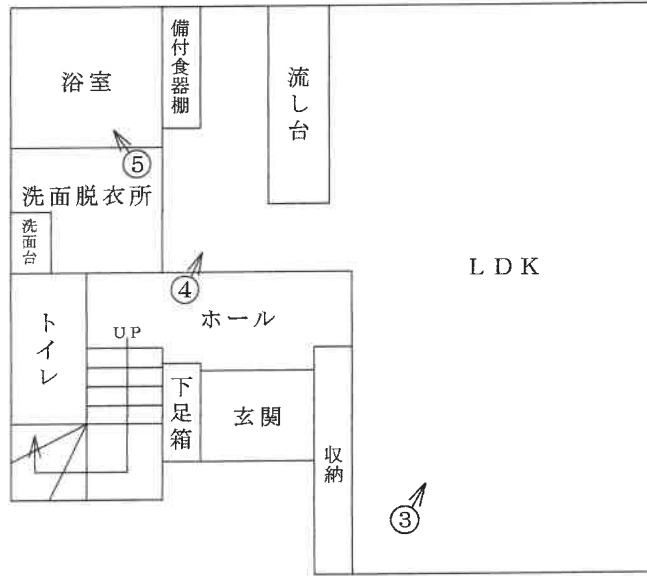 浴室
備付食器棚
流し台
⑤
洗面脱衣所
洗面台
LDK
④
ホール
トイレ
UP
下足箱
玄関
収納
③